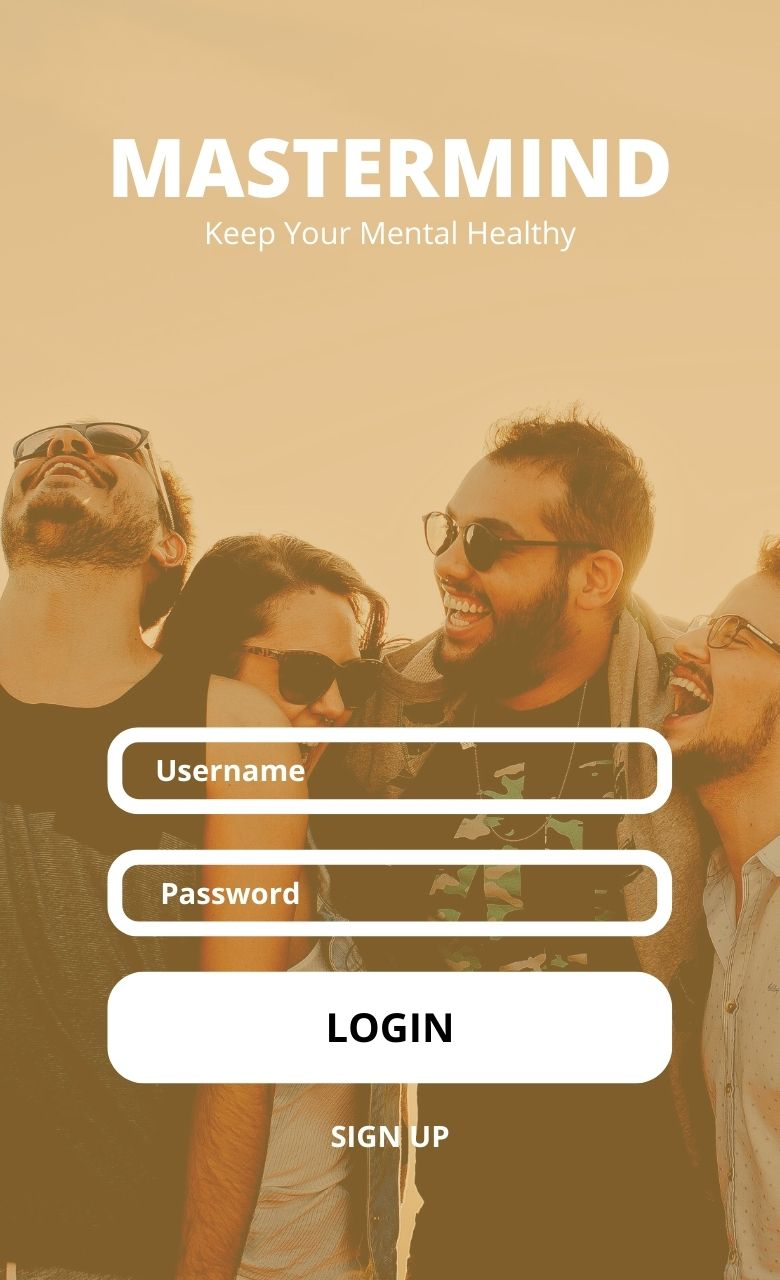 MASTERMIND
Keep Your Mental Healthy
Username
Password
LOGIN
SIGN UP